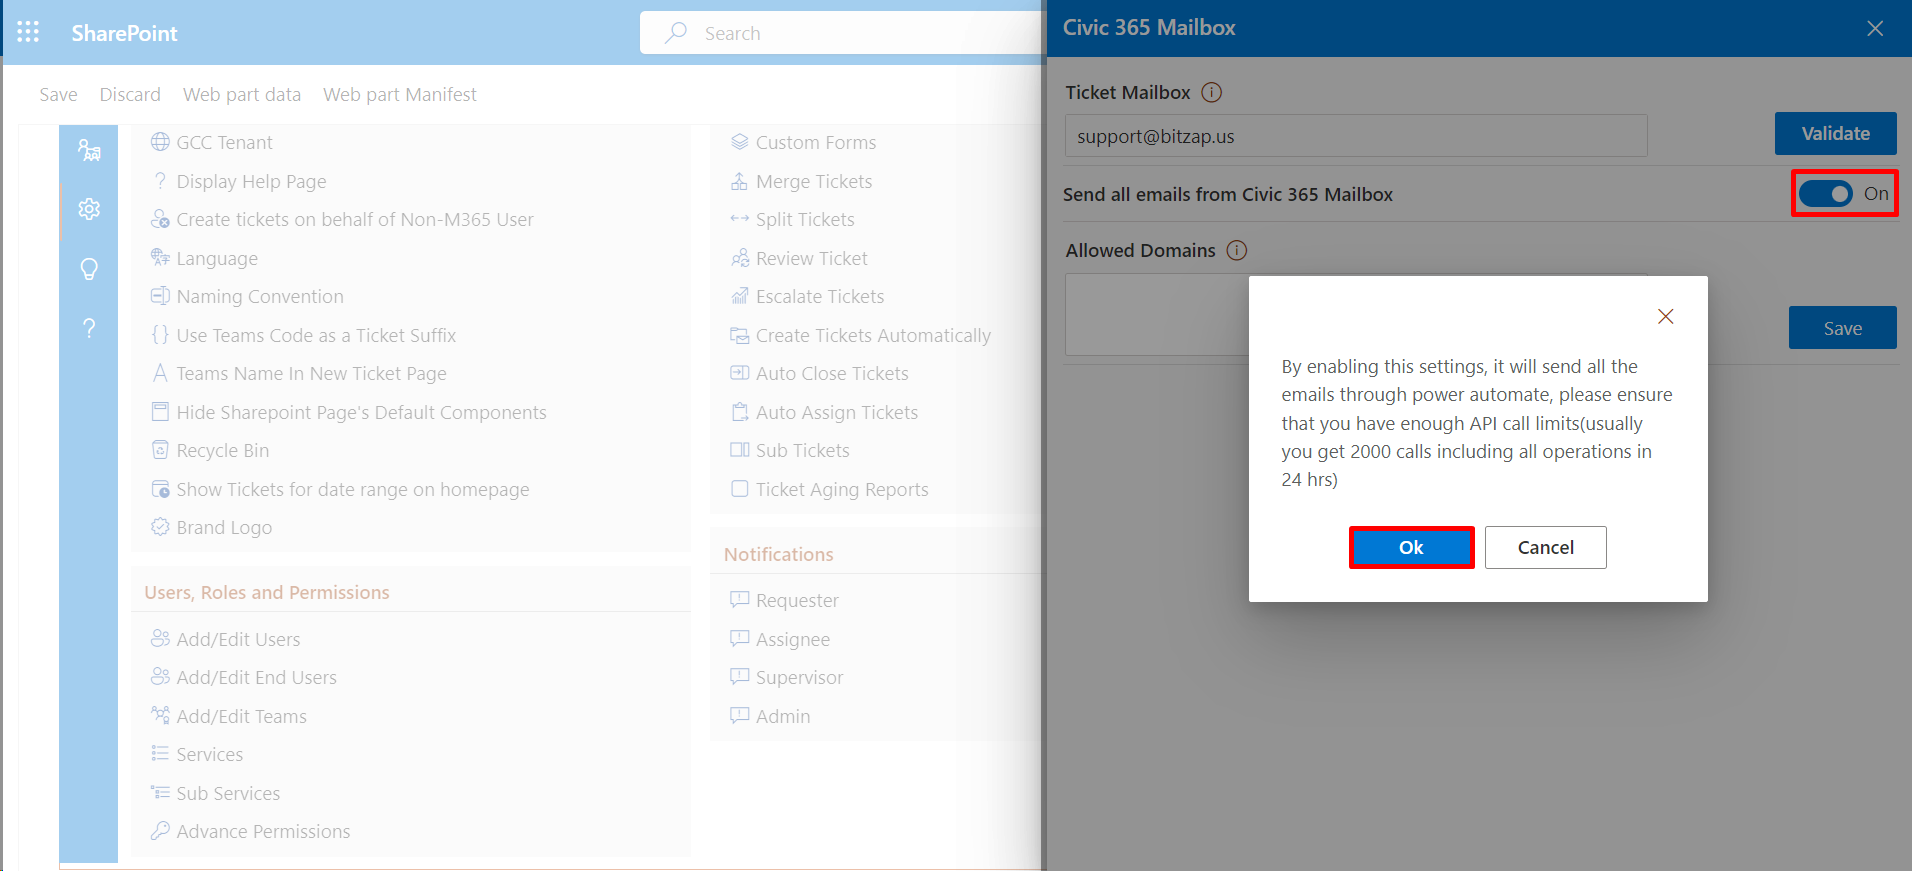 SharePoint
Search
Save
Discard
Web part data
Web part Manifest
GCC Tenant
Display Help Page
Create tickets on behalf of Non-M365 User
Language
Naming Convention
Use Teams Code as a Ticket Suffix
Teams Name In New Ticket Page
Hide Sharepoint Page's Default Components
Recycle Bin
Show Tickets for date range on homepage
Brand Logo
Users, Roles and Permissions
Add/Edit Users
Add/Edit End Users
Add/Edit Teams
Services
Sub Services
Advance Permissions
Custom Forms
Merge Tickets
Split Tickets
Review Ticket
Escalate Tickets
Create Tickets Automatically
Auto Close Tickets
Auto Assign Tickets
Sub Tickets
Ticket Aging Reports
Notifications
Requester
Assignee
Supervisor
Admin
Civic 365 Mailbox
Ticket Mailbox
support@bitzap.us
Validate
Send all emails from Civic 365 Mailbox
On
Allowed Domains
Save
By enabling this settings, it will send all the
emails through power automate, please ensure
that you have enough API call limits(usually
you get 2000 calls including all operations in
24 hrs)
Ok
Cancel